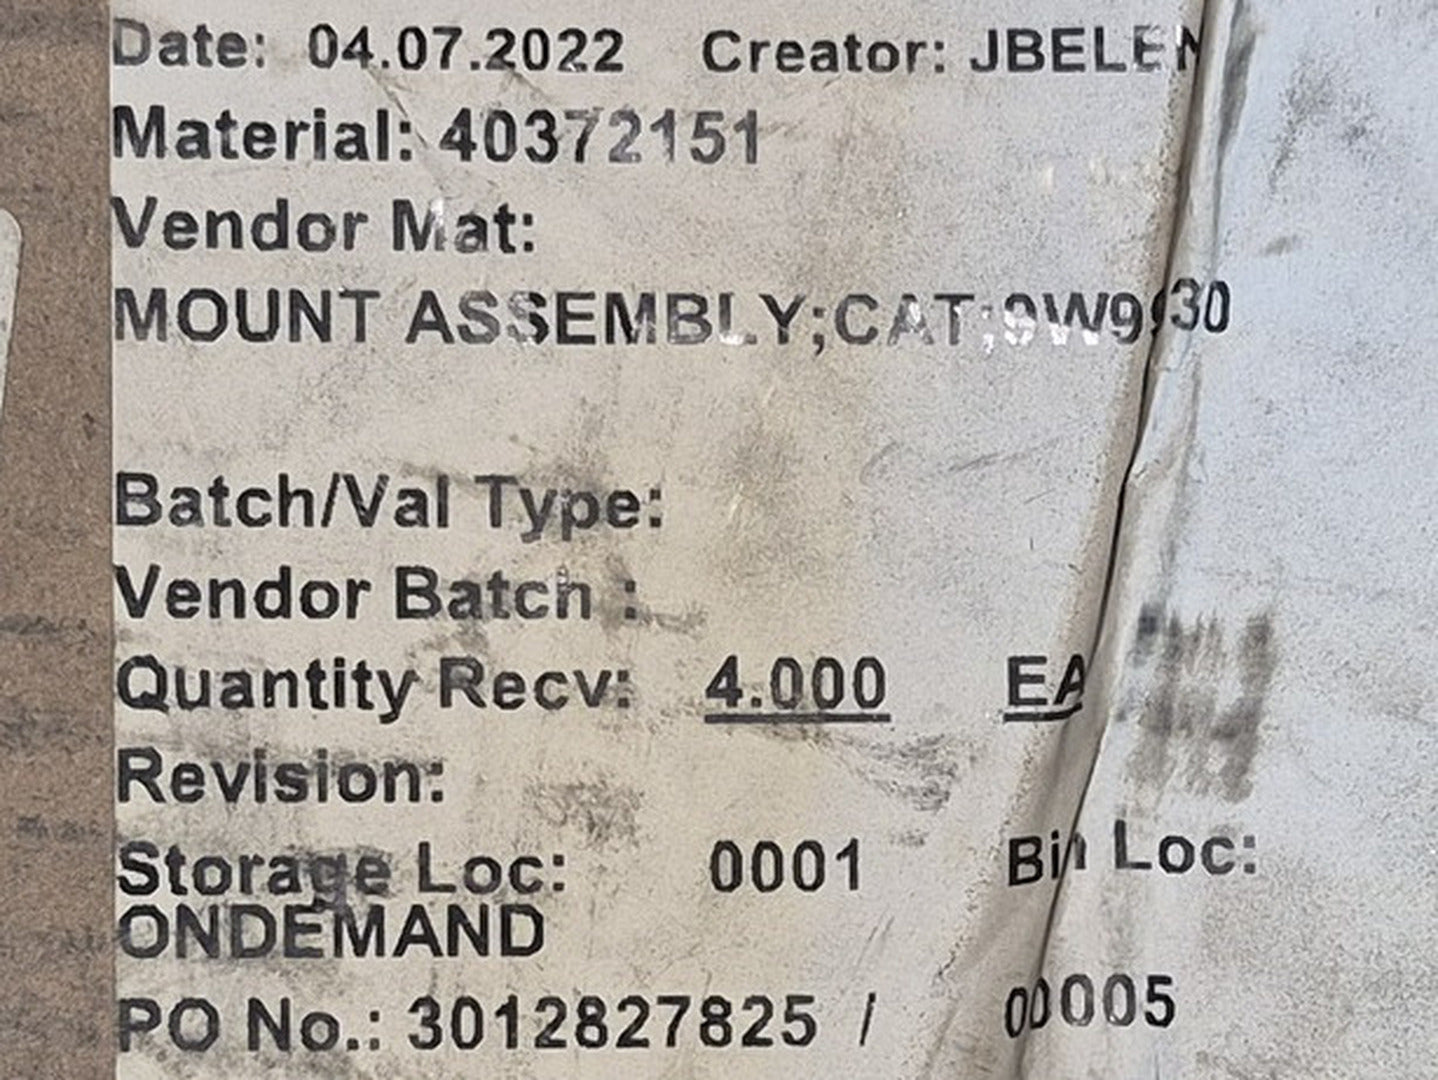 Date: 04.07.2022 Creator: JBELEN
Material: 40372151
Vendor Mat:
MOUNT ASSEMBLY;CAT;
Batch/Val Type:
Vendor Batch :
Quantity Recv: 4.000 EA
Revision:
Storage Loc: 0001 Bin Loc:
ONDEMAND
PO No.: 3012827825 / 00005